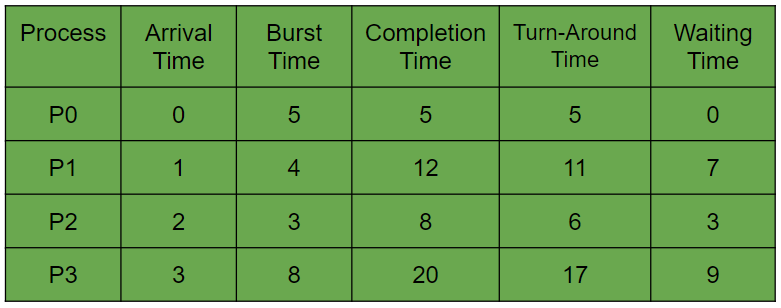 Process Arrival Time Burst Time Completion Time Turn-Around Time Waiting Time
P0 0 5 5 5 0
P1 1 4 12 11 7
P2 2 3 8 6 3
P3 3 8 20 17 9